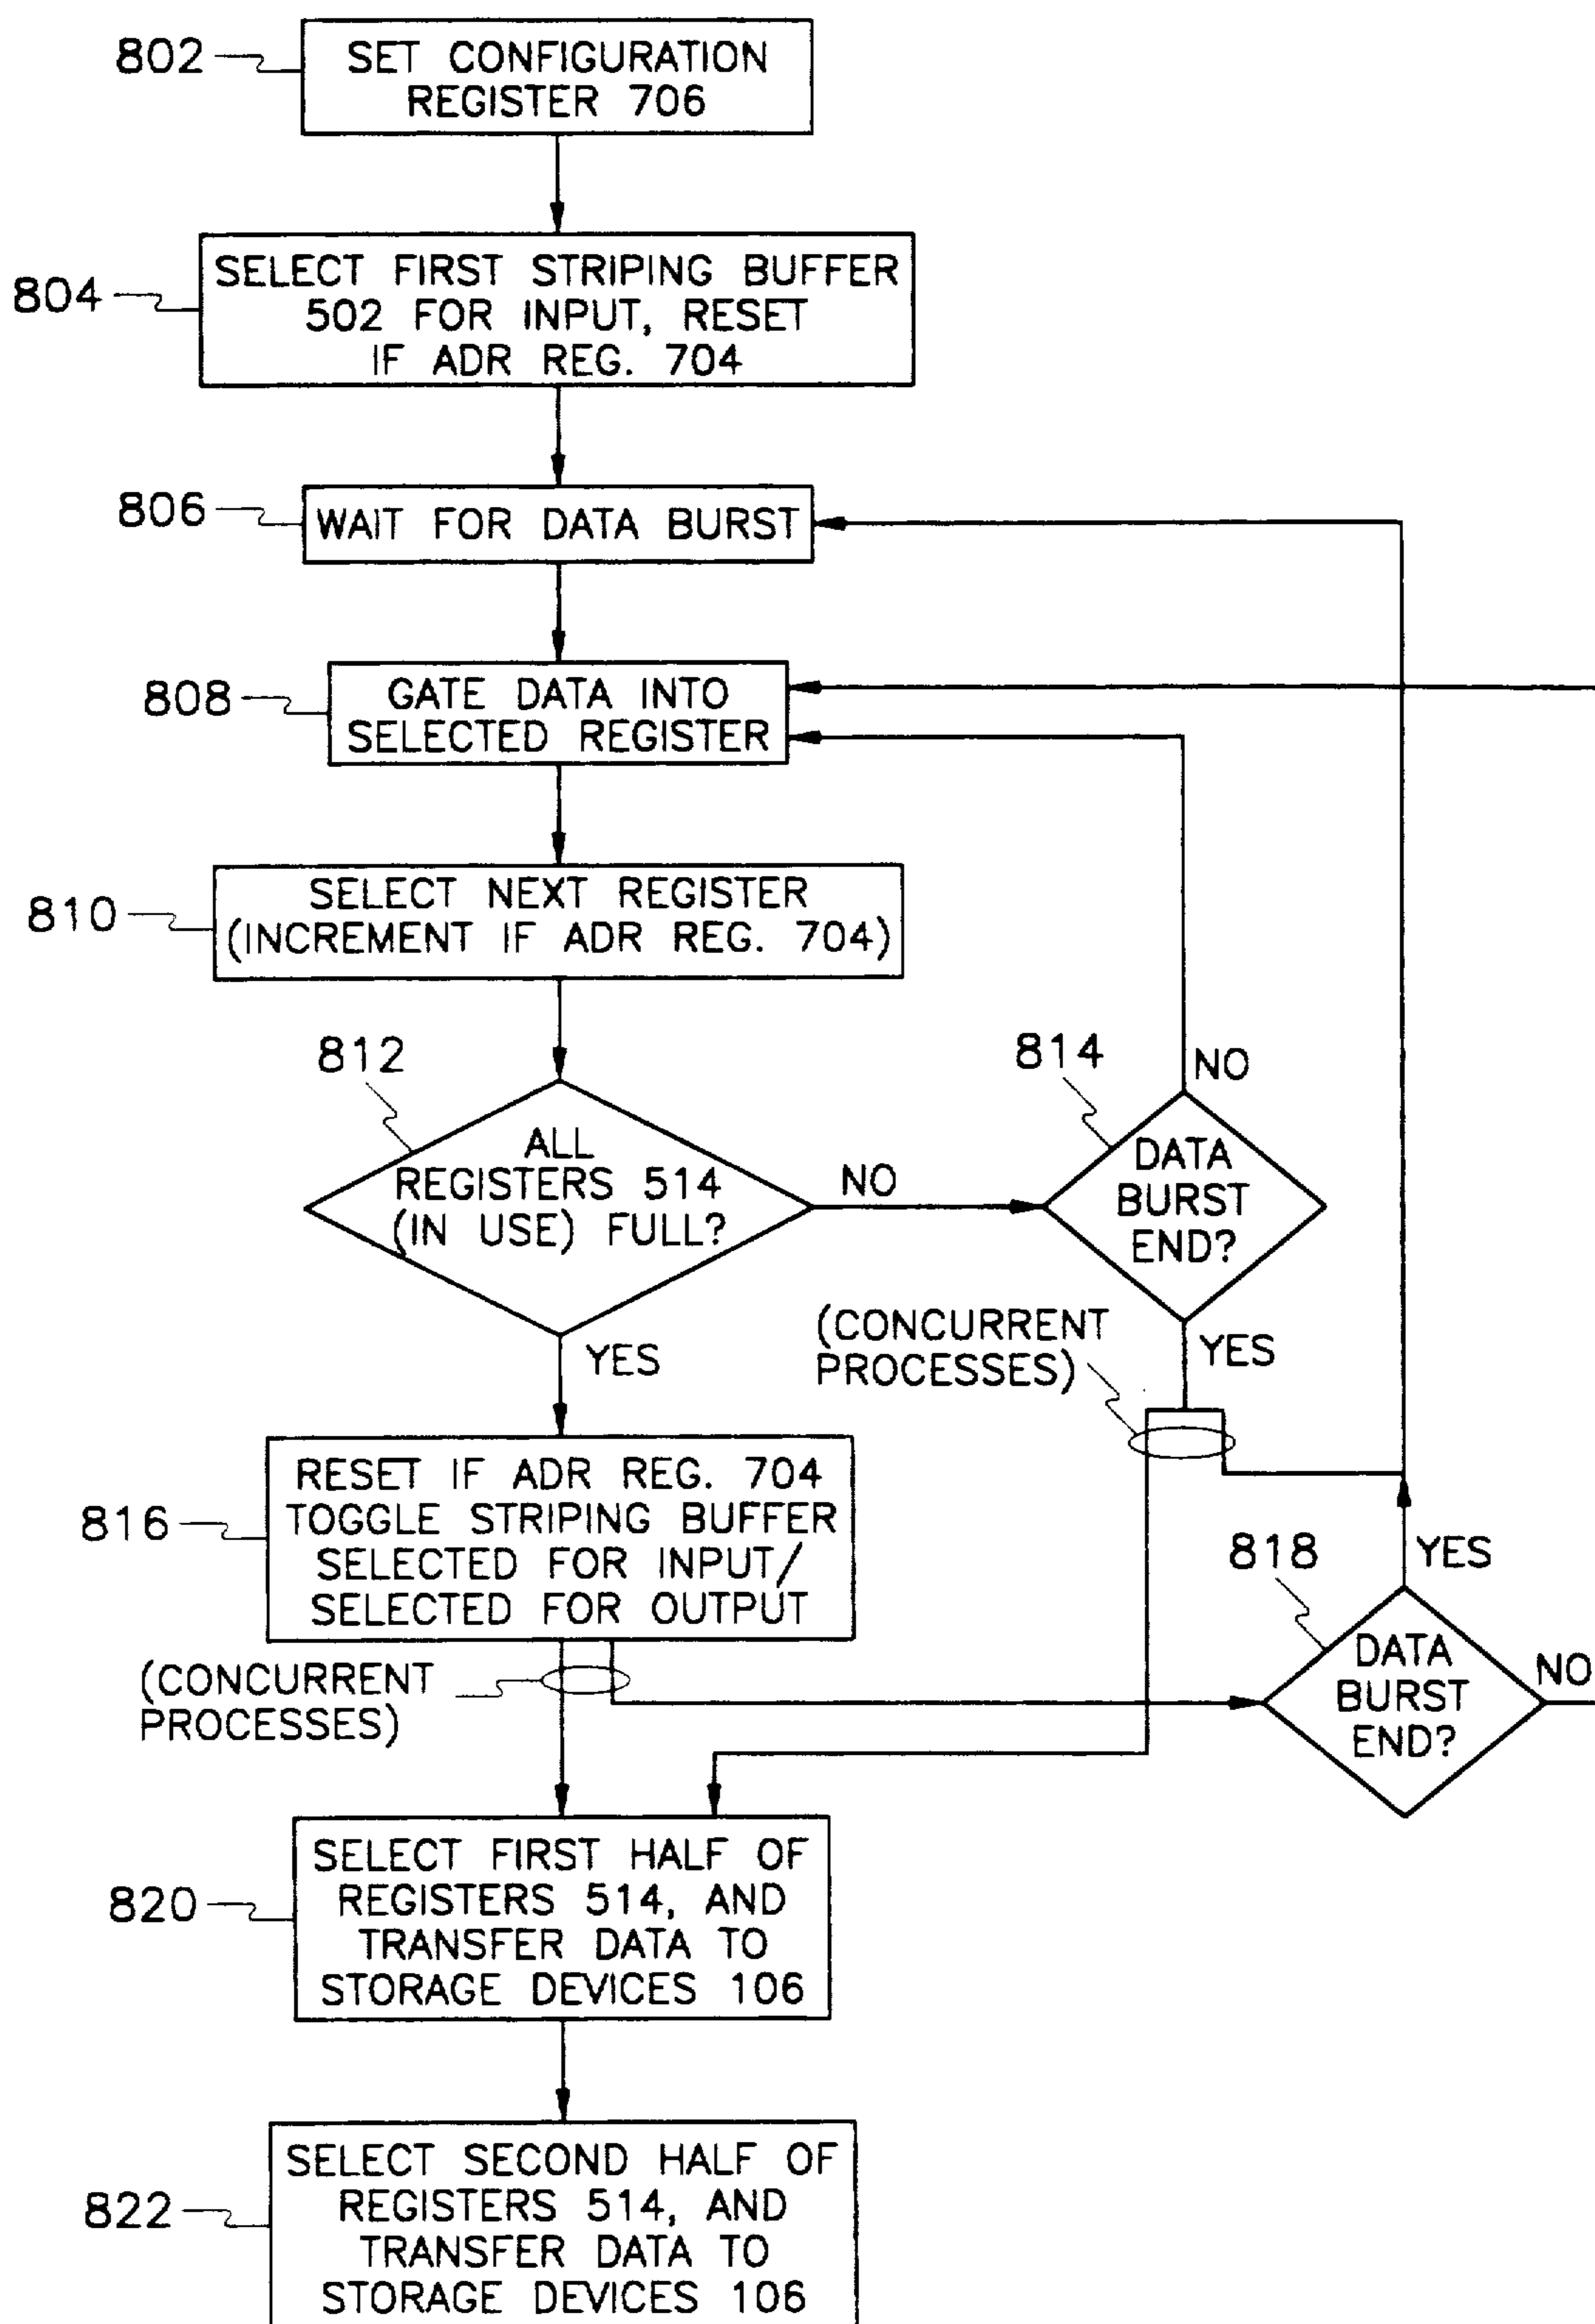 802
SET CONFIGURATION
REGISTER 706
804
SELECT FIRST STRIPING BUFFER
502 FOR INPUT, RESET
IF ADR REG. 704
806
WAIT FOR DATA BURST
808
GATE DATA INTO
SELECTED REGISTER
810
SELECT NEXT REGISTER
(INCREMENT IF ADR REG. 704)
812
ALL
REGISTERS 514
(IN USE) FULL?
NO
YES
814
NO
DATA
BURST
END?
YES
(CONCURRENT
PROCESSES)
816
RESET IF ADR REG. 704
TOGGLE STRIPING BUFFER
SELECTED FOR INPUT/
SELECTED FOR OUTPUT
(CONCURRENT
PROCESSES)
818
YES
DATA
BURST
END?
NO
820
SELECT FIRST HALF OF
REGISTERS 514, AND
TRANSFER DATA TO
STORAGE DEVICES 106
822
SELECT SECOND HALF OF
REGISTERS 514, AND
TRANSFER DATA TO
STORAGE DEVICES 106